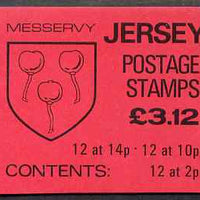 MESSERVY
JERSEY
POSTAGE
STAMPS
£3.12
12 at 14p · 12 at 10p
CONTENTS: 12 at 2p